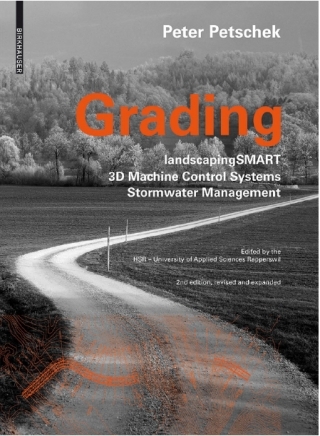 BIRKHAUSER
Peter Petschek
Grading
landscapingSMART
3D Machine Control Systems
Stormwater Management
Edited by the
HSR – University of Applied Sciences Rapperswil
2nd edition, revised and expanded